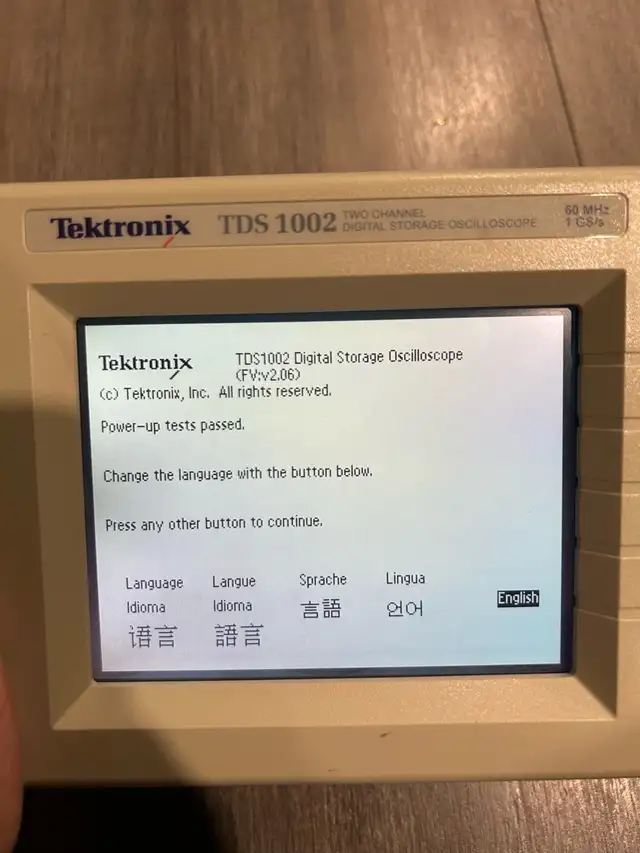 Tektronix TDS 1002 TWO CHANNEL 60 MHz
DIGITAL STORAGE OSCILLOSCOPE 1 GS/s
Tektronix TDS1002 Digital Storage Oscilloscope
(FV:v2.06)
(c) Tektronix, Inc. All rights reserved.
Power-up tests passed.
Change the language with the button below.
Press any other button to continue.
Language Langue Sprache Lingua
Idioma Idioma 言語 언어 English
语言 語言